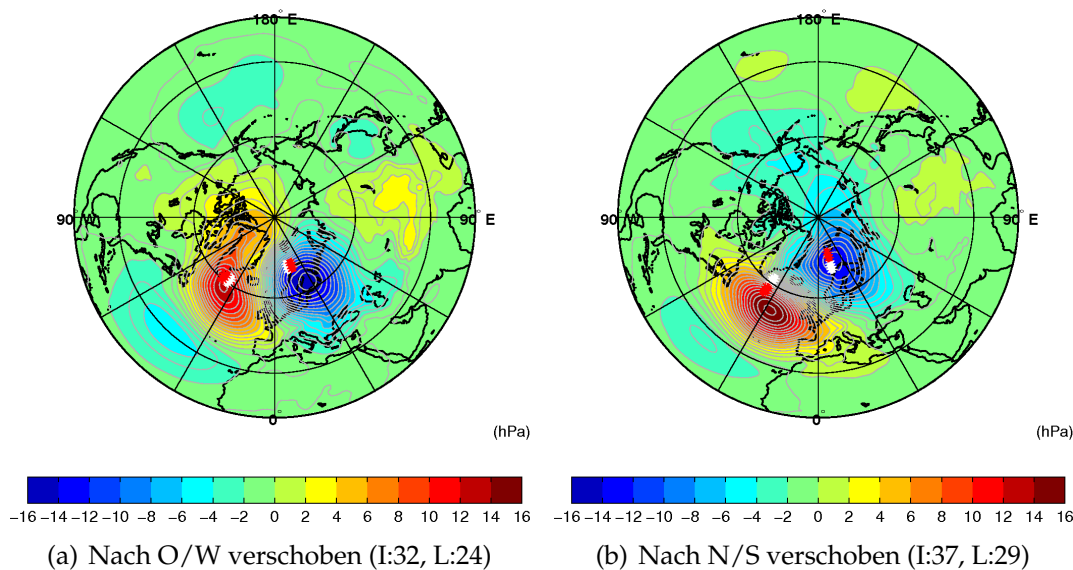 180° E
180° E
90° W
90° E
90° W
90° E
0°
0°
(hPa)
(hPa)
−16 −14 −12 −10 −8 −6 −4 −2 0 2 4 6 8 10 12 14 16
−16 −14 −12 −10 −8 −6 −4 −2 0 2 4 6 8 10 12 14 16
(a) Nach O/W verschoben (I:32, L:24)
(b) Nach N/S verschoben (I:37, L:29)